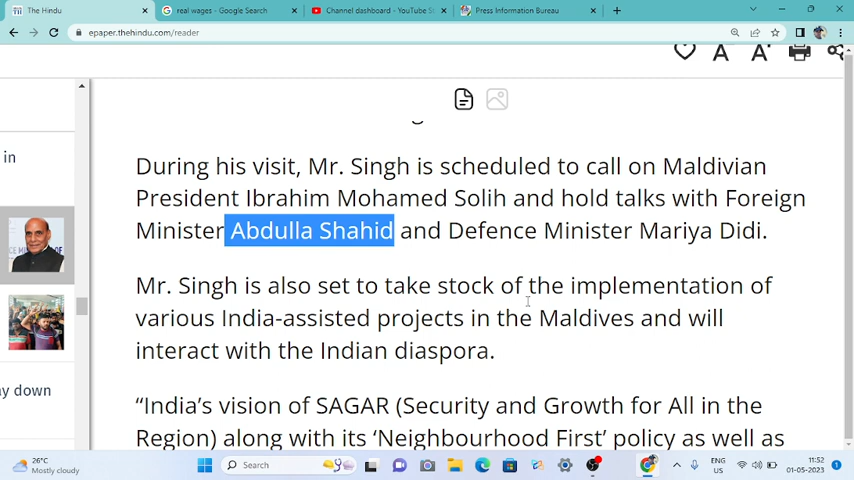 The Hindu
real wages - Google Search
Channel dashboard - YouTube St
Press Information Bureau
epaper.thehindu.com/reader
in
During his visit, Mr. Singh is scheduled to call on Maldivian
President Ibrahim Mohamed Solih and hold talks with Foreign
Minister Abdulla Shahid and Defence Minister Mariya Didi.
Mr. Singh is also set to take stock of the implementation of
various India-assisted projects in the Maldives and will
interact with the Indian diaspora.
ay down
“India’s vision of SAGAR (Security and Growth for All in the
Region) along with its ‘Neighbourhood First’ policy as well as
26°C
Mostly cloudy
Search
ENG
US
11:52
01-05-2023